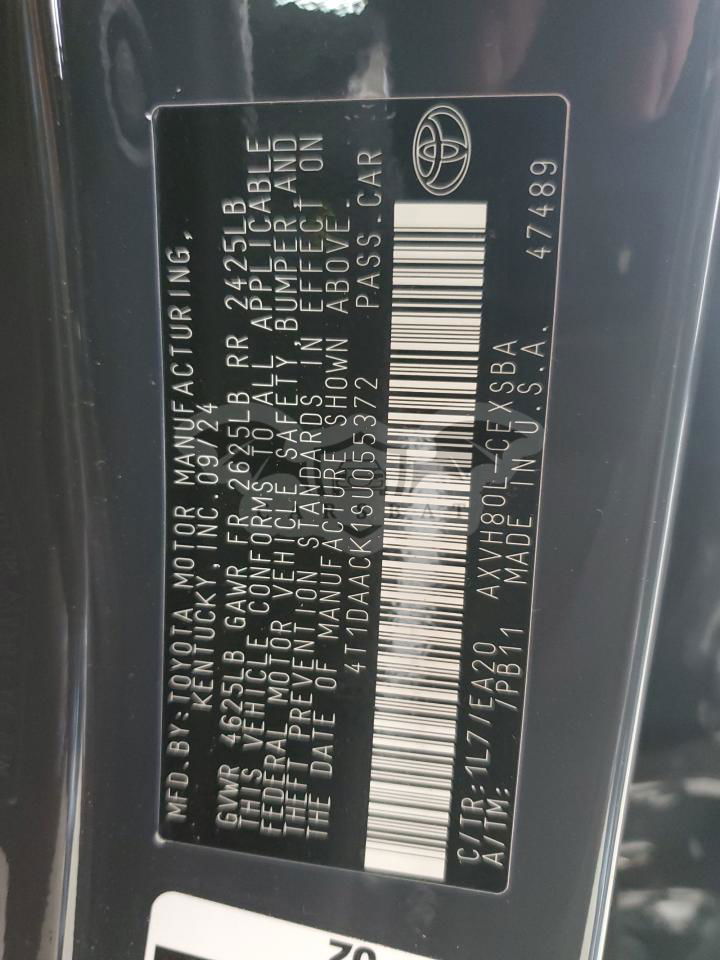 MFD.BY:TOYOTA MOTOR MANUFACTURING,
KENTUCKY,INC.09/24
GVWR 4625LB GAWR FR 2625LB RR 2425LB
THIS VEHICLE CONFORMS TO ALL APPLICABLE
FEDERAL MOTOR VEHICLE SAFETY,BUMPER AND
THEFT PREVENTION STANDARDS IN EFFECT ON
THE DATE OF MANUFACTURE SHOWN ABOVE.
4T1DAACK1SU055372 PASS.CAR
C/TR:1L7/EA20 AXVH80L-CEXSBA
A/TM: /PB11 MADE IN U.S.A. 47489
CARSBAT
20